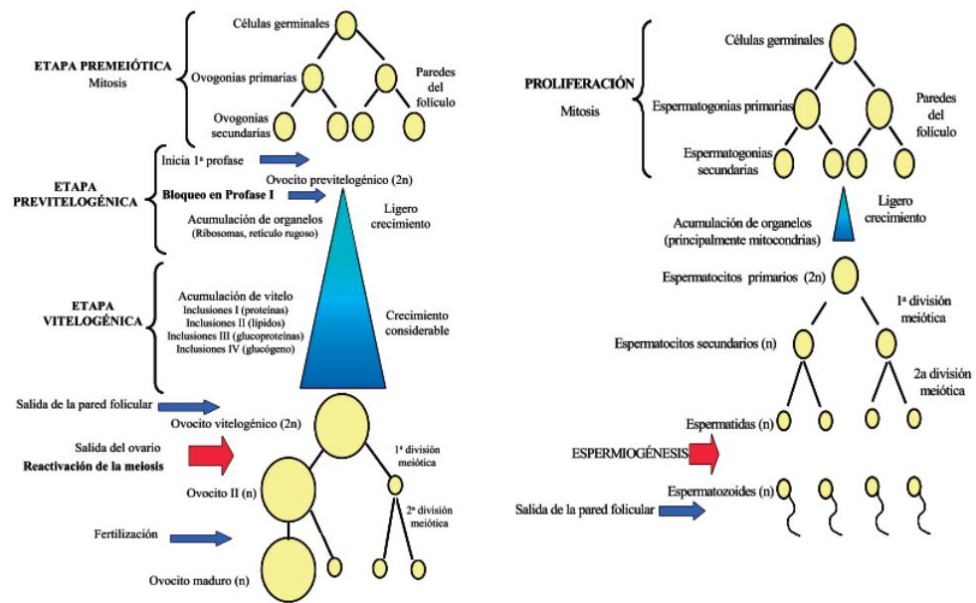 Células germinales
ETAPA PREMEIÓTICA
Mitosis
Ovogonias primarias
Paredes
del
folículo
Ovogonias
secundarias
Inicia 1ª profase
ETAPA
PREVITELOGÉNICA
Ovocito previtelogénico (2n)
Bloqueo en Profase I
Acumulación de organelos
(Ribosomas, retículo rugoso)
Ligero
crecimiento
ETAPA
VITELOGÉNICA
Acumulación de vitelo
Inclusiones I (proteínas)
Inclusiones II (lípidos)
Inclusiones III (glucoproteínas)
Inclusiones IV (glucógeno)
Crecimiento
considerable
Salida de la pared folicular
Ovocito vitelogénico (2n)
Salida del ovario
Reactivación de la meiosis
1ª división
meiótica
Ovocito II (n)
2ª división
meiótica
Fertilización
Ovocito maduro (n)
Células germinales
PROLIFERACIÓN
Mitosis
Espermatogonias primarias
Paredes
del
folículo
Espermatogonias
secundarias
Acumulación de organelos
(principalmente mitocondrias)
Ligero
crecimiento
Espermatocitos primarios (2n)
1ª división
meiótica
Espermatocitos secundarios (n)
2a división
meiótica
Espermatidas (n)
ESPERMIOGÉNESIS
Espermatozoides (n)
Salida de la pared folicular